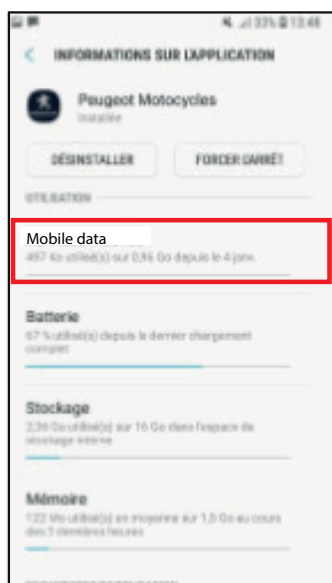 33% 13:48
INFORMATIONS SUR L'APPLICATION
Peugeot Motocycles
Installée
DÉSINSTALLER FORCER L'ARRÊT
UTILISATION
Mobile data
497 Ko utilisé(s) sur 0,96 Go depuis le 4 janv.
Batterie
67 % utilisé(s) depuis le dernier chargement
complet
Stockage
2,36 Go utilisé(s) sur 16 Go dans l'espace de
stockage interne
Mémoire
122 Mo utilisé(s) en moyenne sur 1,5 Go au cours
des 3 dernières heures